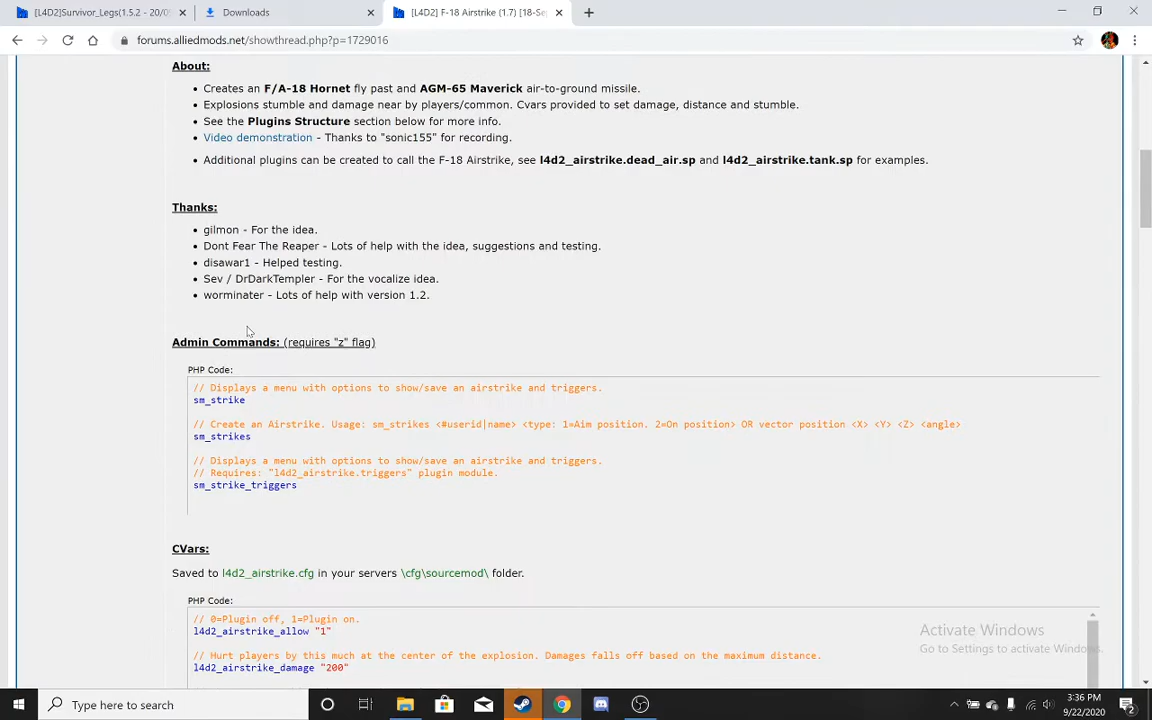 [L4D2]Survivor_Legs(1.5.2 - 20/0
Downloads
[L4D2] F-18 Airstrike (1.7) [18-Se
forums.alliedmods.net/showthread.php?p=1729016
About:
Creates an F/A-18 Hornet fly past and AGM-65 Maverick air-to-ground missile.
Explosions stumble and damage near by players/common. Cvars provided to set damage, distance and stumble.
See the Plugins Structure section below for more info.
Video demonstration - Thanks to "sonic155" for recording.
Additional plugins can be created to call the F-18 Airstrike, see l4d2_airstrike.dead_air.sp and l4d2_airstrike.tank.sp for examples.
Thanks:
gilmon - For the idea.
Dont Fear The Reaper - Lots of help with the idea, suggestions and testing.
disawar1 - Helped testing.
Sev / DrDarkTempler - For the vocalize idea.
worminater - Lots of help with version 1.2.
Admin Commands: (requires "z" flag)
PHP Code:
// Displays a menu with options to show/save an airstrike and triggers.
sm_strike
// Create an Airstrike. Usage: sm_strikes <#userid|name> <type: 1=Aim position. 2=On position> OR vector position <X> <Y> <Z> <angle>
sm_strikes
// Displays a menu with options to show/save an airstrike and triggers.
// Requires: "l4d2_airstrike.triggers" plugin module.
sm_strike_triggers
CVars:
Saved to l4d2_airstrike.cfg in your servers \cfg\sourcemod\ folder.
PHP Code:
// 0=Plugin off, 1=Plugin on.
l4d2_airstrike_allow "1"
// Hurt players by this much at the center of the explosion. Damages falls off based on the maximum distance.
l4d2_airstrike_damage "200"
Activate Windows
Go to Settings to activate Windows.
Type here to search
3:36 PM
9/22/2020
2